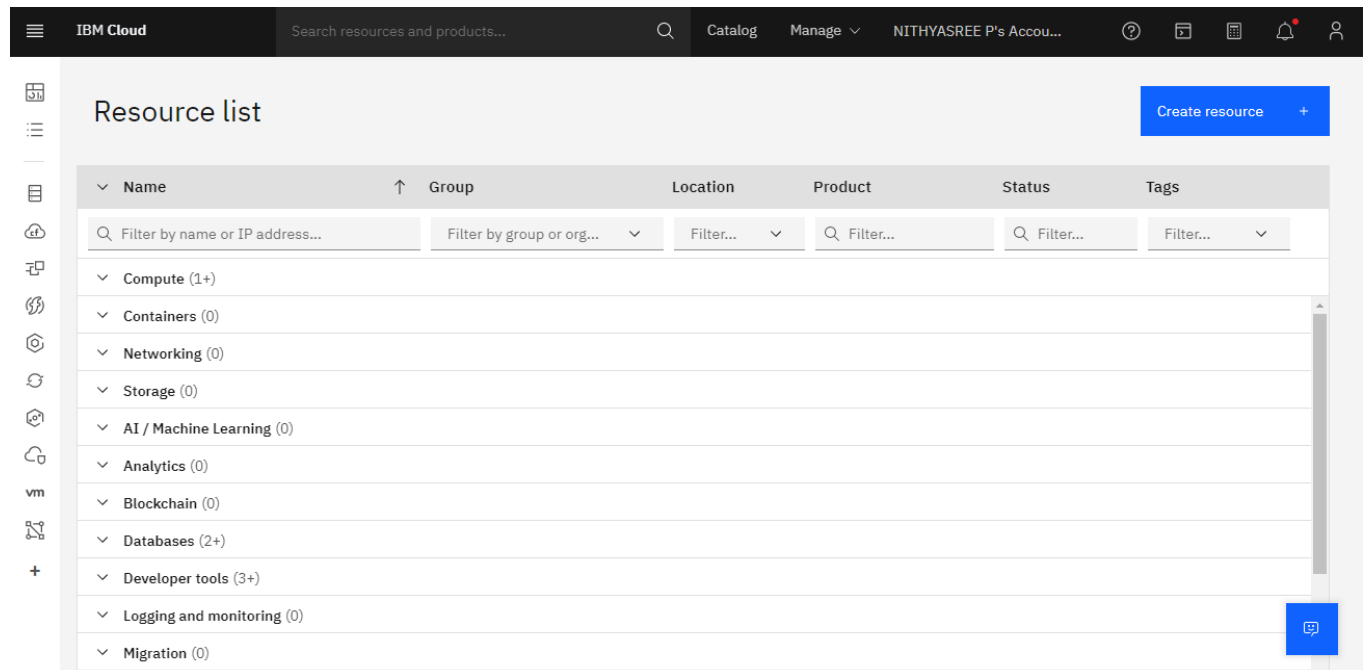 IBM Cloud Search resources and products... Catalog Manage NITHYASREE P's Accou...
Resource list
Create resource +
Name Group Location Product Status Tags
Filter by name or IP address... Filter by group or org... Filter... Filter... Filter... Filter...
Compute (1+)
Containers (0)
Networking (0)
Storage (0)
AI / Machine Learning (0)
Analytics (0)
Blockchain (0)
vm
Databases (2+)
Developer tools (3+)
Logging and monitoring (0)
Migration (0)